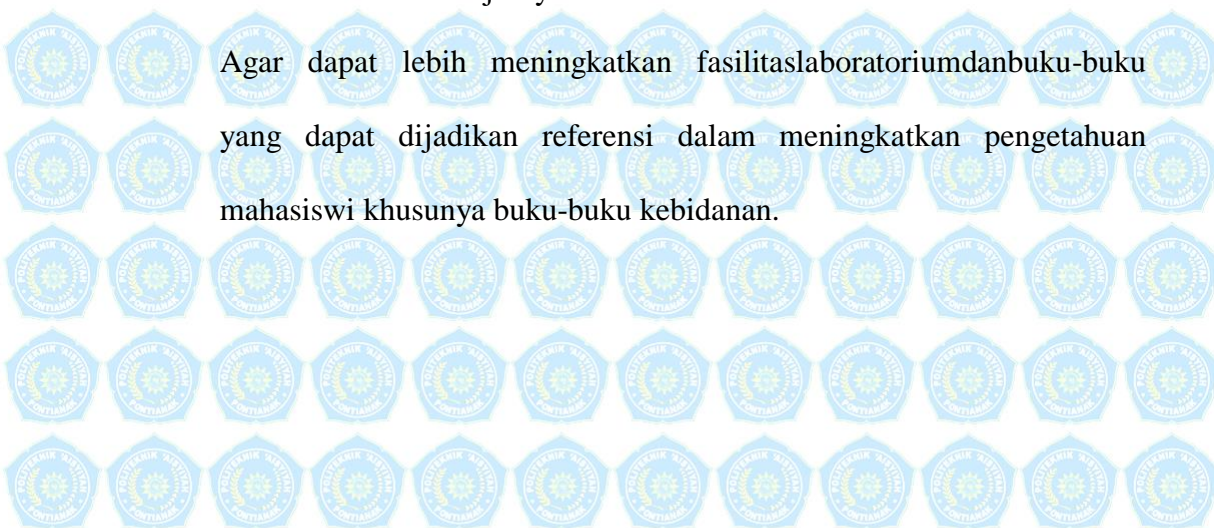 Agar dapat lebih meningkatkan fasilitaslaboratoriumdanbuku-buku
yang dapat dijadikan referensi dalam meningkatkan pengetahuan
mahasiswi khusunya buku-buku kebidanan.